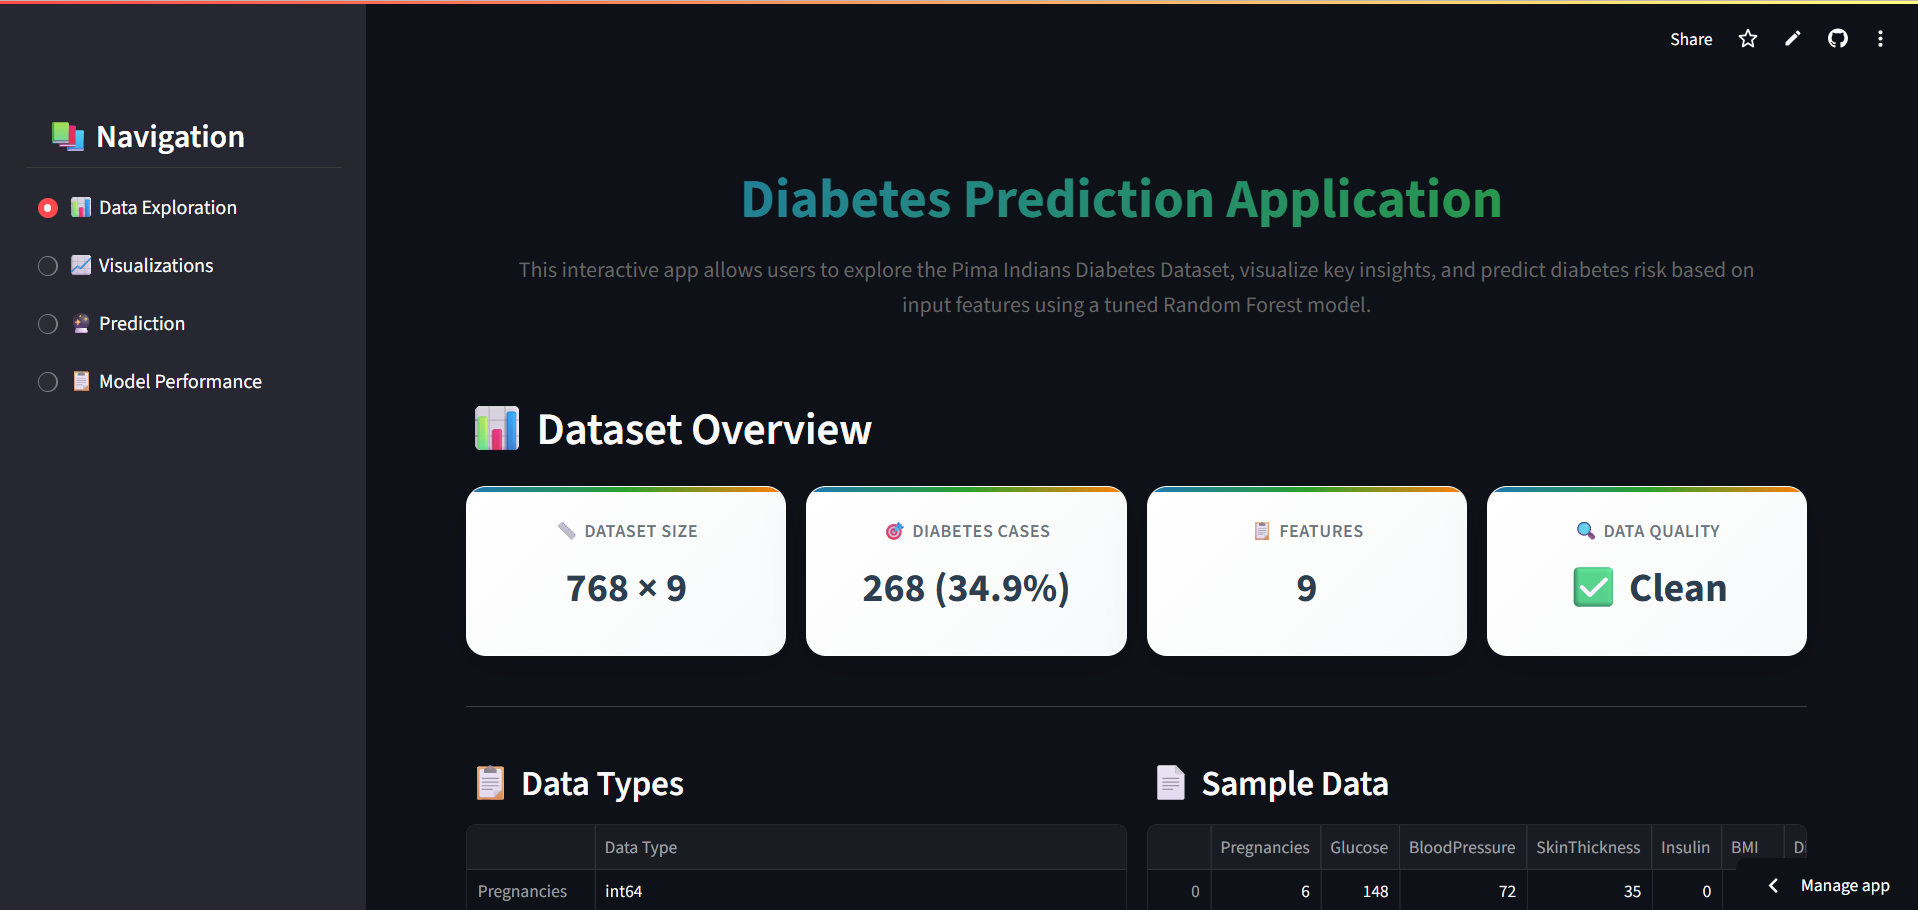 Share
Navigation
Data Exploration
Visualizations
Prediction
Model Performance
Diabetes Prediction Application
This interactive app allows users to explore the Pima Indians Diabetes Dataset, visualize key insights, and predict diabetes risk based on
input features using a tuned Random Forest model.
Dataset Overview
DATASET SIZE
768 × 9
DIABETES CASES
268 (34.9%)
FEATURES
9
DATA QUALITY
Clean
Data Types
Data Type
Pregnancies int64
Sample Data
Pregnancies Glucose BloodPressure SkinThickness Insulin BMI
0 6 148 72 35 0
Manage app